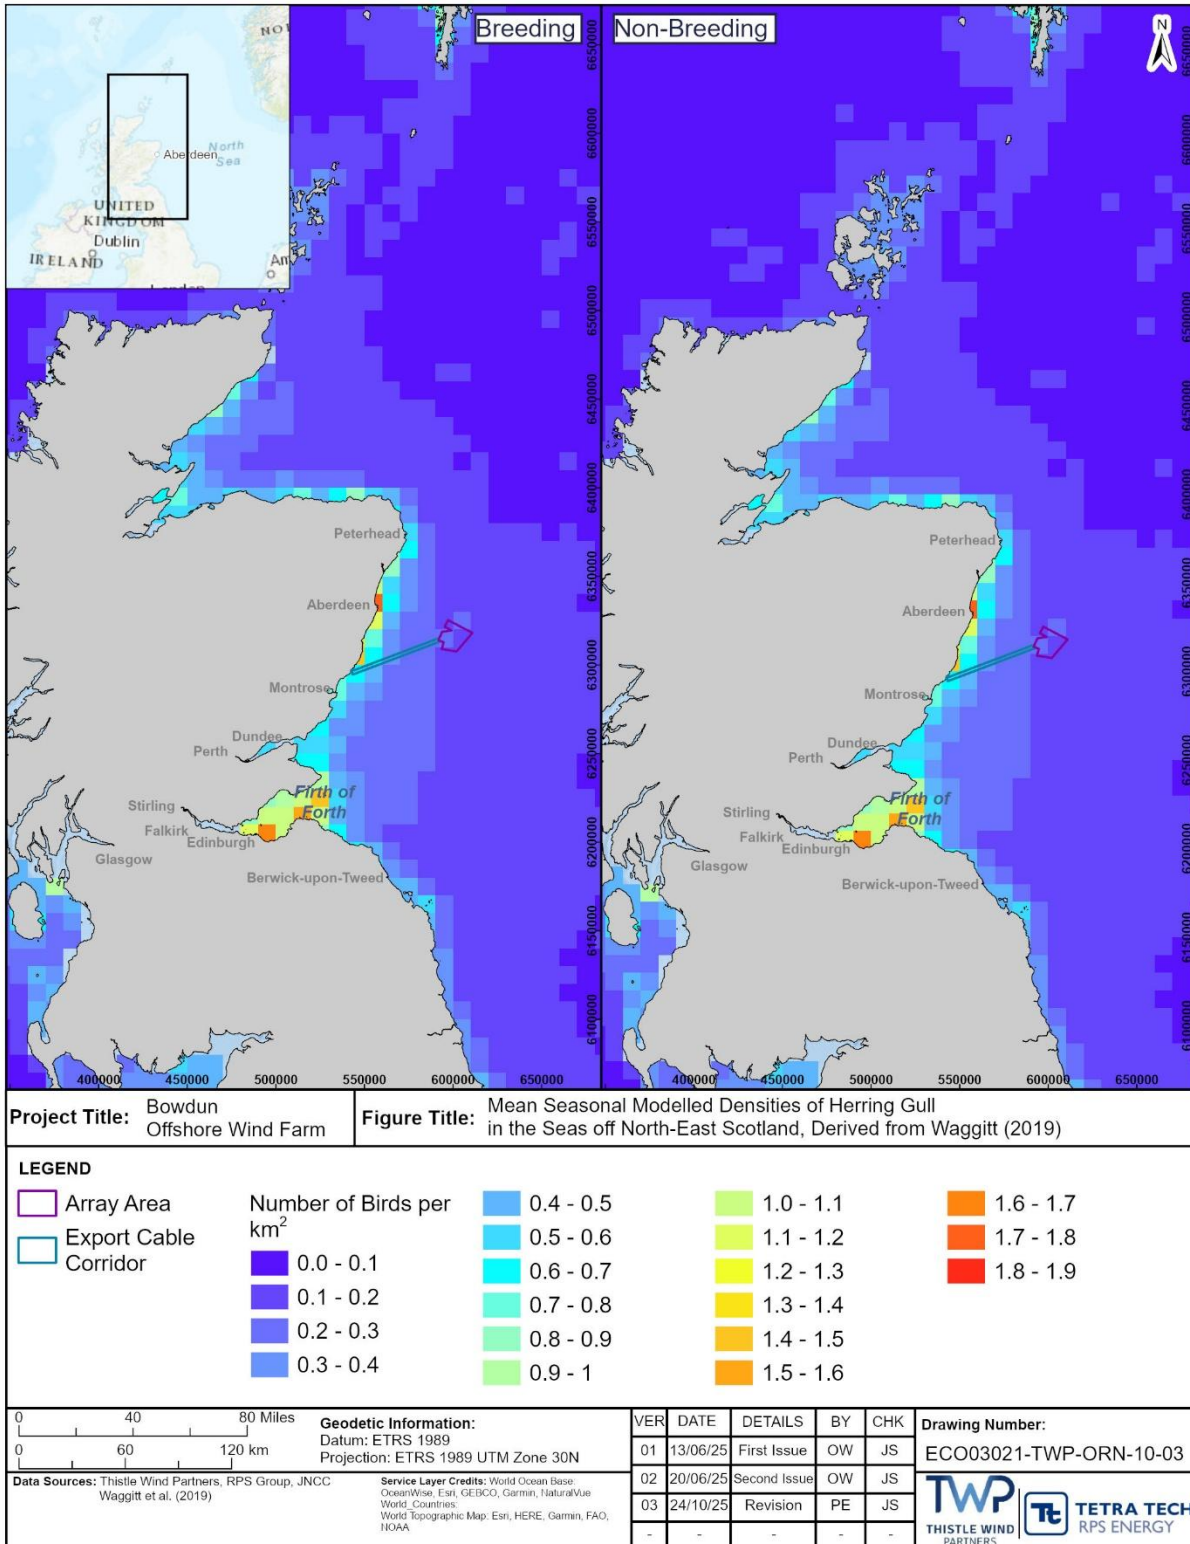 Breeding
Non-Breeding
N
NO
Aberdeen
North
Sea
UNITED
KINGDOM
Dublin
IRELAND
Am
6650000
6600000
6550000
6500000
6450000
6400000
6350000
6300000
6250000
6200000
6150000
6100000
6650000
6600000
6550000
6500000
6450000
6400000
6350000
6300000
6250000
6200000
6150000
6100000
Peterhead
Aberdeen
Montrose
Dundee
Perth
Stirling
Firth of
Forth
Falkirk
Edinburgh
Glasgow
Berwick-upon-Tweed
Peterhead
Aberdeen
Montrose
Dundee
Perth
Stirling
Firth of
Forth
Falkirk
Edinburgh
Glasgow
Berwick-upon-Tweed
400000 450000 500000 550000 600000 650000
400000 450000 500000 550000 600000 650000
Project Title: Bowdun
Offshore Wind Farm
Figure Title: Mean Seasonal Modelled Densities of Herring Gull
in the Seas off North-East Scotland, Derived from Waggitt (2019)
LEGEND
Array Area
Export Cable
Corridor
Number of Birds per
km²
0.0 - 0.1
0.1 - 0.2
0.2 - 0.3
0.3 - 0.4
0.4 - 0.5
0.5 - 0.6
0.6 - 0.7
0.7 - 0.8
0.8 - 0.9
0.9 - 1
1.0 - 1.1
1.1 - 1.2
1.2 - 1.3
1.3 - 1.4
1.4 - 1.5
1.5 - 1.6
1.6 - 1.7
1.7 - 1.8
1.8 - 1.9
0 40 80 Miles
0 60 120 km
Geodetic Information:
Datum: ETRS 1989
Projection: ETRS 1989 UTM Zone 30N
Data Sources: Thistle Wind Partners, RPS Group, JNCC
Waggitt et al. (2019)
Service Layer Credits: World Ocean Base:
OceanWise, Esri, GEBCO, Garmin, NaturalVue
World_Countries:
World Topographic Map: Esri, HERE, Garmin, FAO,
NOAA
VER DATE DETAILS BY CHK
01 13/06/25 First Issue OW JS
02 20/06/25 Second Issue OW JS
03 24/10/25 Revision PE JS
- - - - -
Drawing Number:
ECO03021-TWP-ORN-10-03
TWP
THISTLE WIND
PARTNERS
Tt
TETRA TECH
RPS ENERGY